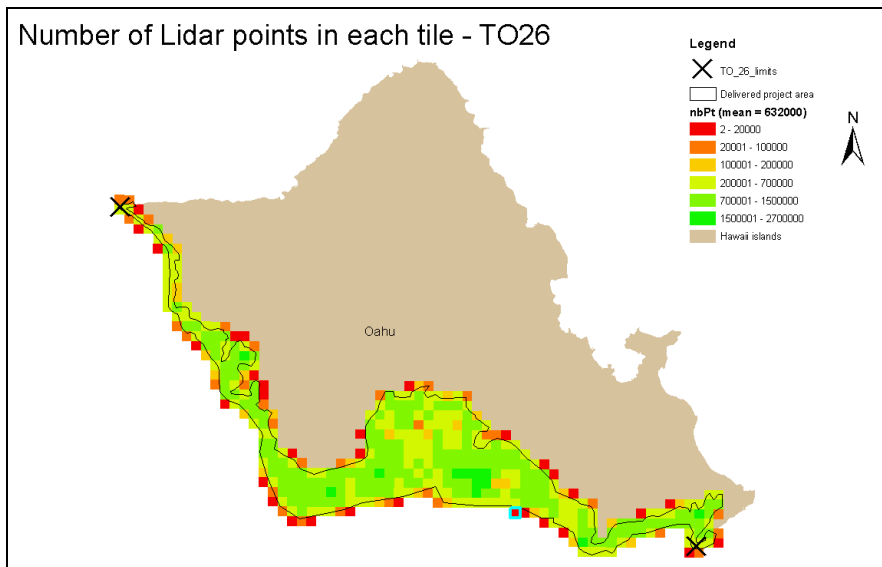 Number of Lidar points in each tile - TO26
Legend
TO_26_limits
Delivered project area
nbPt (mean = 632000)
2 - 20000
20001 - 100000
100001 - 200000
200001 - 700000
700001 - 1500000
1500001 - 2700000
Hawaii islands
N
Oahu